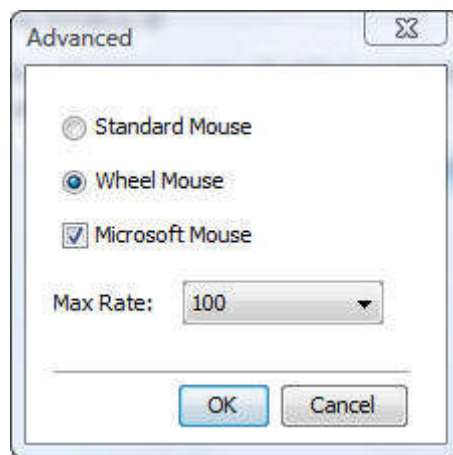 Advanced
Standard Mouse
Wheel Mouse
Microsoft Mouse
Max Rate: 100
OK Cancel